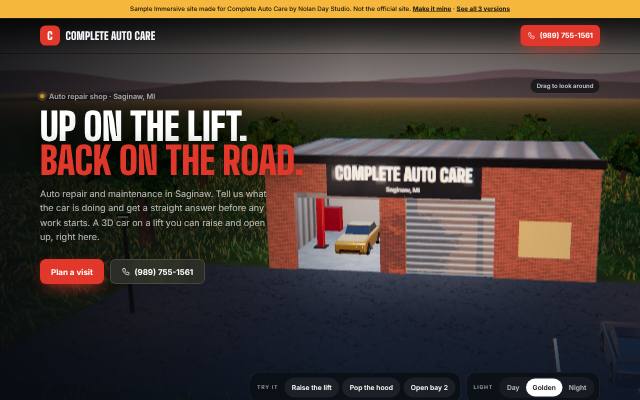 Sample Immersive site made for Complete Auto Care by Nolan Day Studio. Not the official site. Make it mine · See all 3 versions
C COMPLETE AUTO CARE
(989) 755-1561
Drag to look around
Auto repair shop · Saginaw, MI
UP ON THE LIFT.
BACK ON THE ROAD.
Auto repair and maintenance in Saginaw. Tell us what
the car is doing and get a straight answer before any
work starts. A 3D car on a lift you can raise and open
up, right here.
Plan a visit
(989) 755-1561
COMPLETE AUTO CARE
Saginaw, MI
TRY IT Raise the lift Pop the hood Open bay 2
LIGHT Day Golden Night